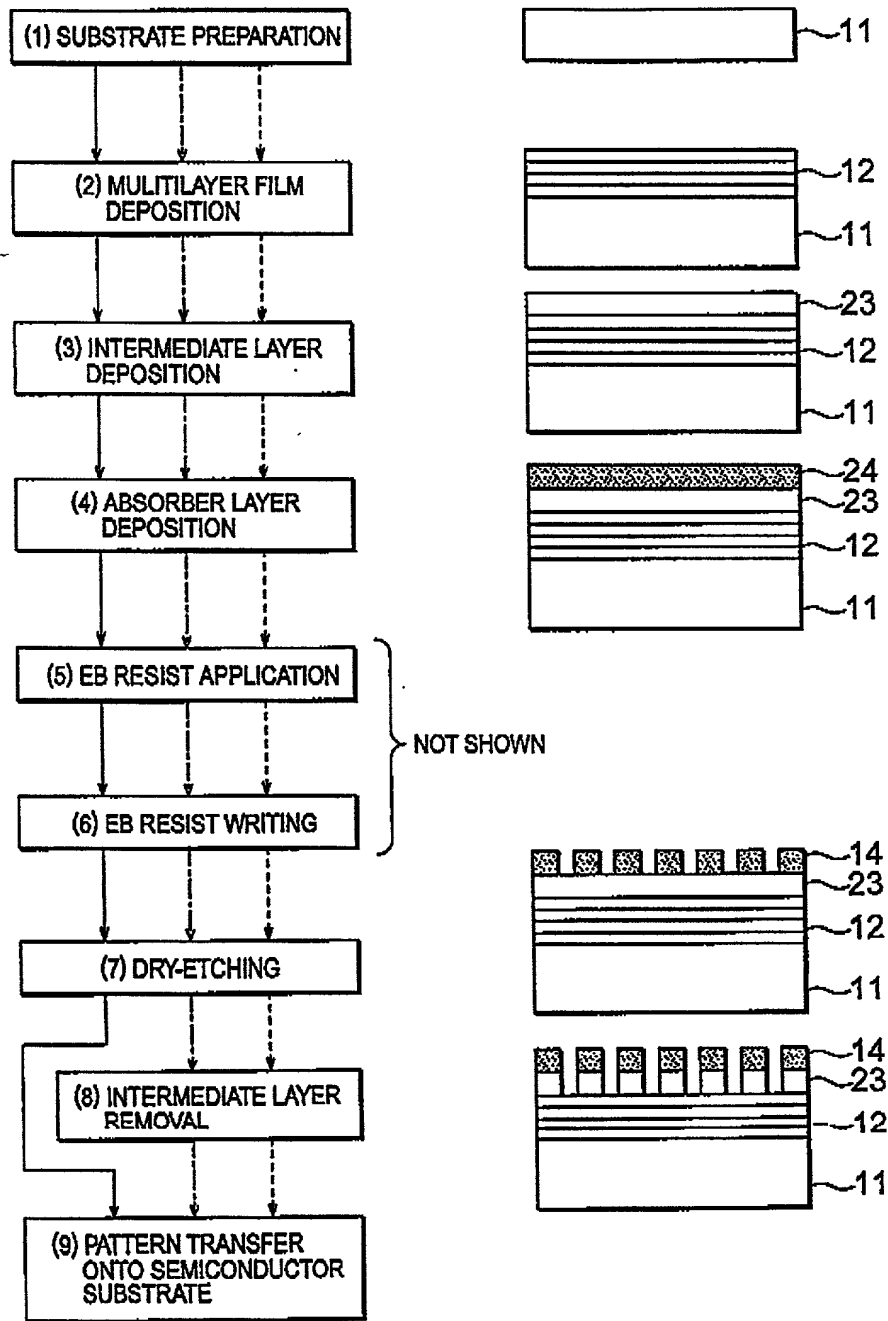 (1) SUBSTRATE PREPARATION
11
(2) MULITILAYER FILM
DEPOSITION
12
11
(3) INTERMEDIATE LAYER
DEPOSITION
23
12
11
(4) ABSORBER LAYER
DEPOSITION
24
23
12
11
(5) EB RESIST APPLICATION
NOT SHOWN
(6) EB RESIST WRITING
(7) DRY-ETCHING
14
23
12
11
(8) INTERMEDIATE LAYER
REMOVAL
14
23
12
11
(9) PATTERN TRANSFER
ONTO SEMICONDUCTOR
SUBSTRATE